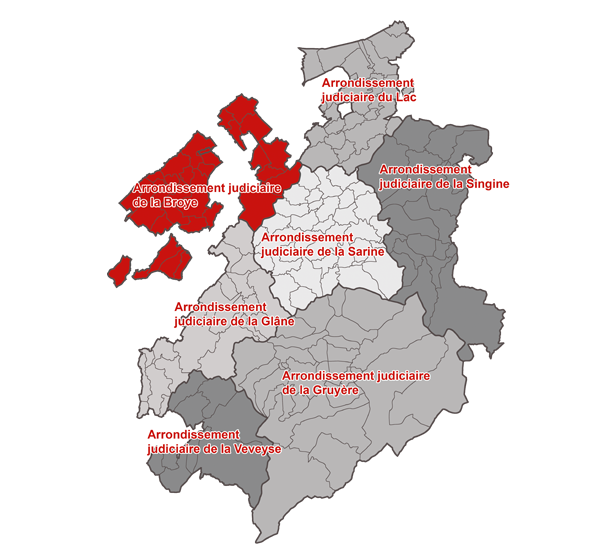 Arrondissement
judiciaire du Lac
Arrondissement
judiciaire de la Singine
Arrondissement judiciaire
de la Broye
Arrondissement
judiciaire de la Sarine
Arrondissement
judiciaire de la Glâne
Arrondissement judiciaire
de la Gruyère
Arrondissement
judiciaire de la Veveyse